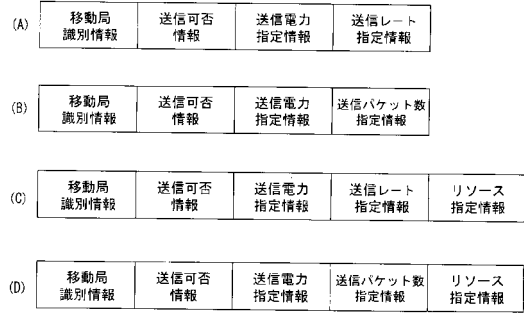 (A)
移動局
識別情報
送信可否
情報
送信電力
指定情報
送信レート
指定情報
(B)
移動局
識別情報
送信可否
情報
送信電力
指定情報
送信パケット数
指定情報
(C)
移動局
識別情報
送信可否
情報
送信電力
指定情報
送信レート
指定情報
リソース
指定情報
(D)
移動局
識別情報
送信可否
情報
送信電力
指定情報
送信パケット数
指定情報
リソース
指定情報